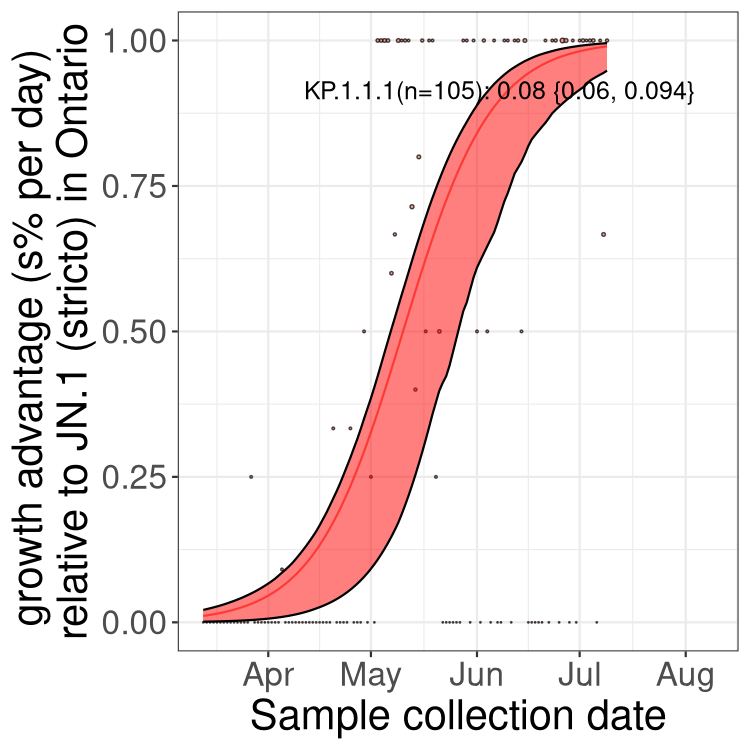 growth advantage (s% per day)
relative to JN.1 (stricto) in Ontario
1.00
0.75
0.50
0.25
0.00
KP.1.1.1(n=105): 0.08 {0.06, 0.094}
Apr May Jun Jul Aug
Sample collection date